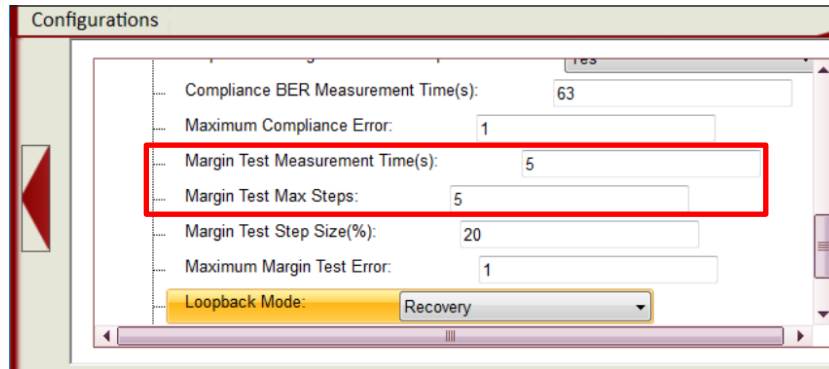 Configurations
Yes
Compliance BER Measurement Time(s): 63
Maximum Compliance Error: 1
Margin Test Measurement Time(s): 5
Margin Test Max Steps: 5
Margin Test Step Size(%): 20
Maximum Margin Test Error: 1
Loopback Mode: Recovery